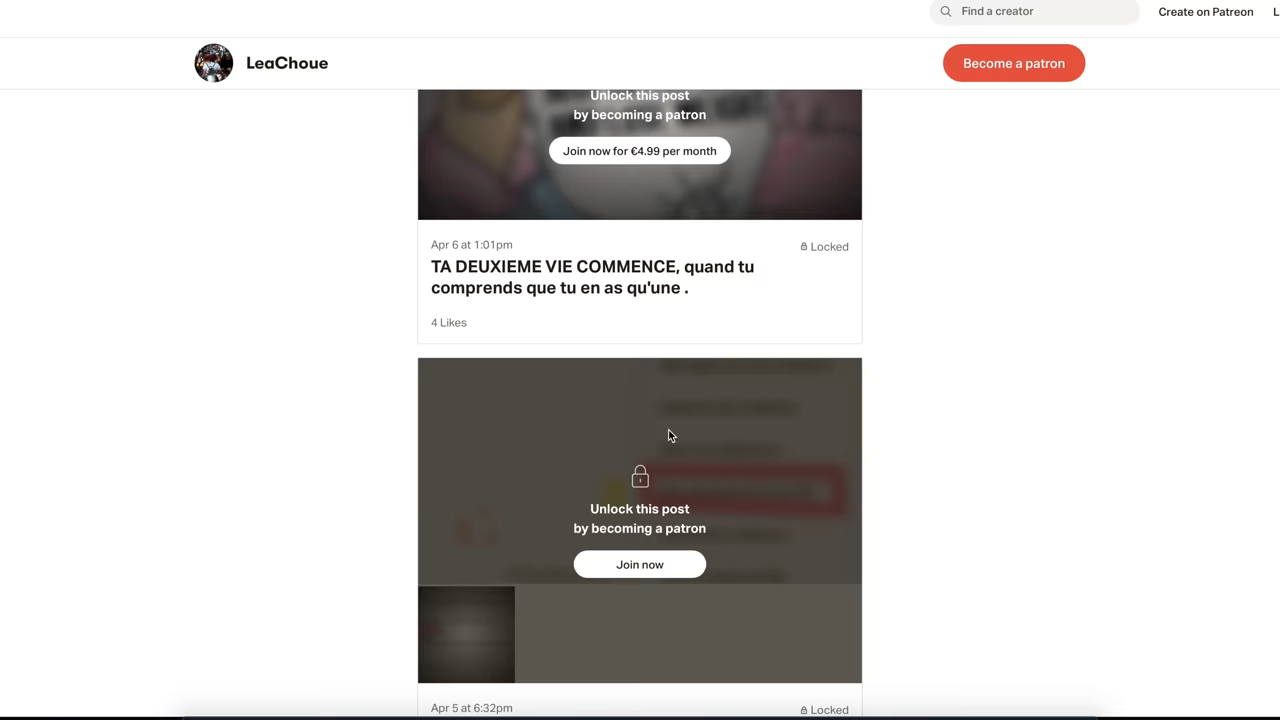 Find a creator
Create on Patreon
L
LeaChoue
Become a patron
Unlock this post
by becoming a patron
Join now for €4.99 per month
Apr 6 at 1:01pm
Locked
TA DEUXIEME VIE COMMENCE, quand tu
comprends que tu en as qu'une .
4 Likes
Unlock this post
by becoming a patron
Join now
Apr 5 at 6:32pm
Locked